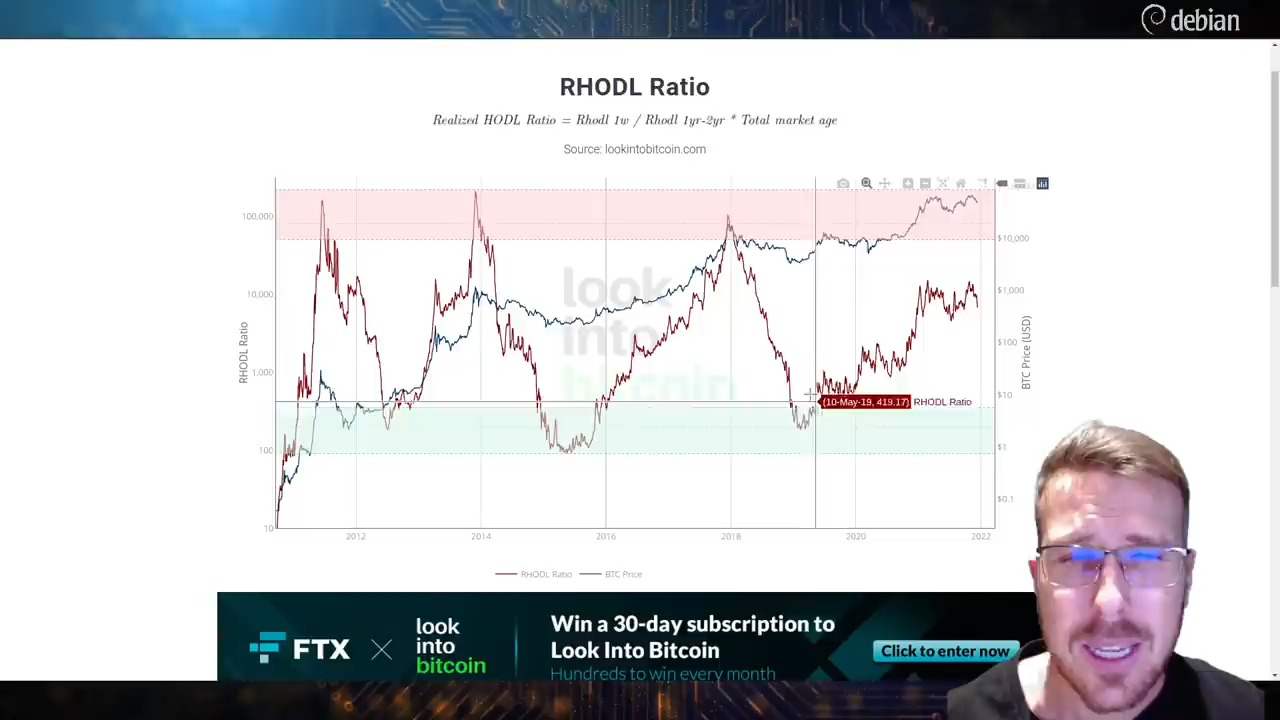 debian
RHODL Ratio
Realized HODL Ratio = Rhodl 1w / Rhodl 1yr-2yr * Total market age
Source: lookintobitcoin.com
100,000
10,000
1,000
100
10
RHODL Ratio
look
into
bitcoin
$10,000
$1,000
$100
$10
$1
$0.1
BTC Price (USD)
(10-May-19, 419.17) RHODL Ratio
2012 2014 2016 2018 2020 2022
RHODL Ratio BTC Price
FTX
look
into
bitcoin
Win a 30-day subscription to
Look Into Bitcoin
Hundreds to win every month
Click to enter now